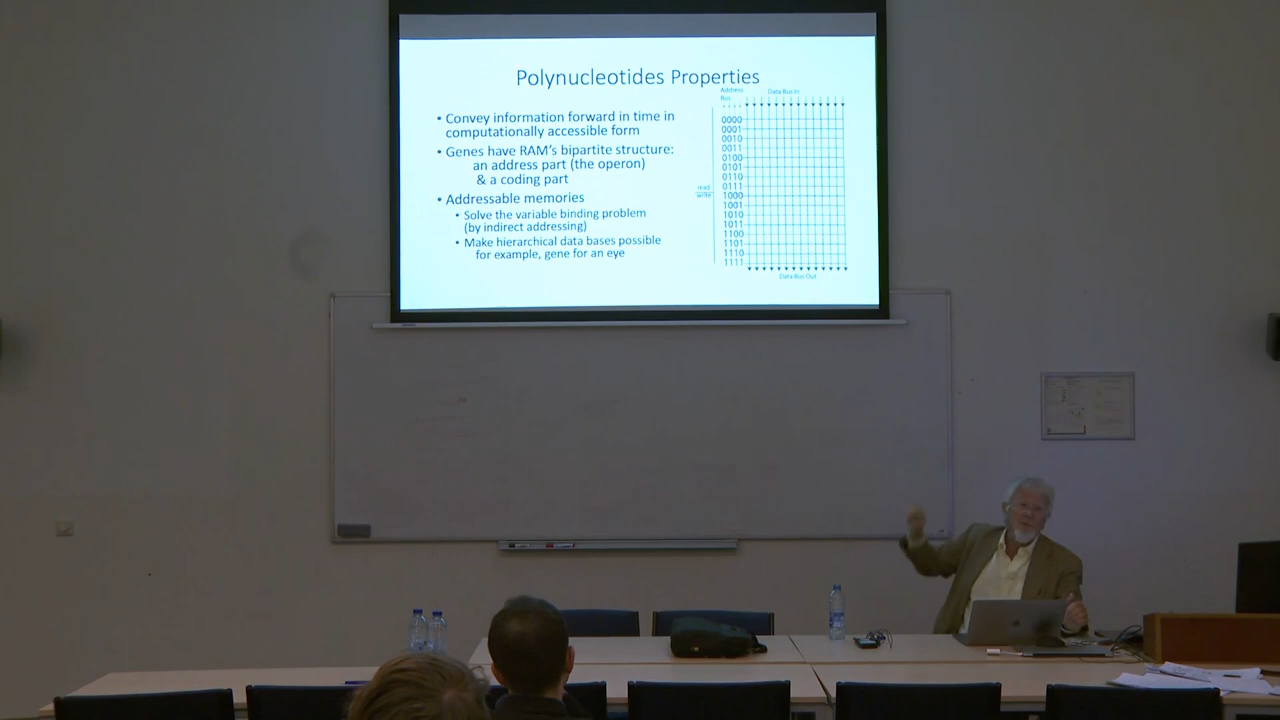 Polynucleotides Properties
• Convey information forward in time in
computationally accessible form
• Genes have RAM's bipartite structure:
an address part (the operon)
& a coding part
• Addressable memories
• Solve the variable binding problem
(by indirect addressing)
• Make hierarchical data bases possible
for example, gene for an eye
Address
Bus
Data Bus In
0000
0001
0010
0011
0100
0101
0110
0111
read
write
1000
1001
1010
1011
1100
1101
1110
1111
Data Bus Out